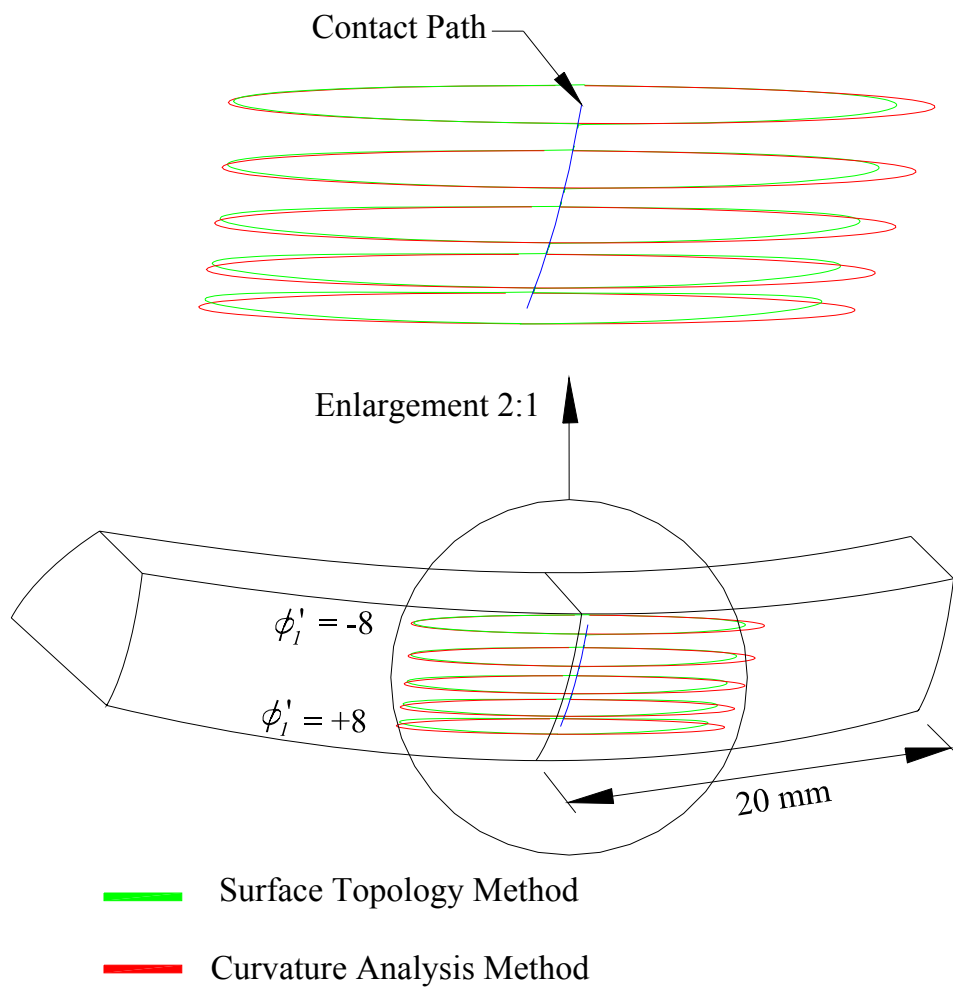 Contact Path
Enlargement 2:1
ϕ₁' = -8
ϕ₁' = +8
20 mm
Surface Topology Method
Curvature Analysis Method